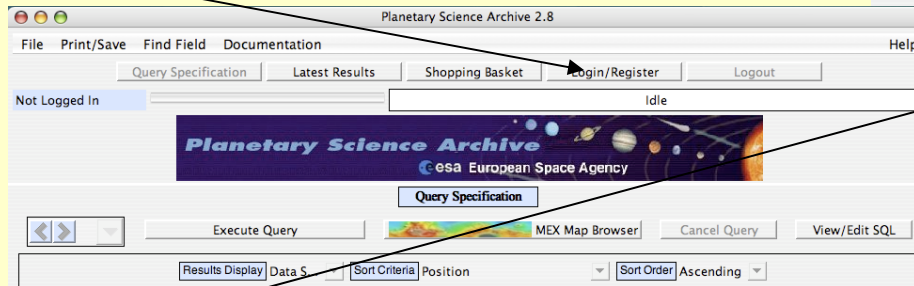 Planetary Science Archive 2.8
File Print/Save Find Field Documentation Help
Query Specification Latest Results Shopping Basket Login/Register Logout
Not Logged In Idle
Planetary Science Archive
esa European Space Agency
Query Specification
Execute Query MEX Map Browser Cancel Query View/Edit SQL
Results Display Data S... Sort Criteria Position Sort Order Ascending